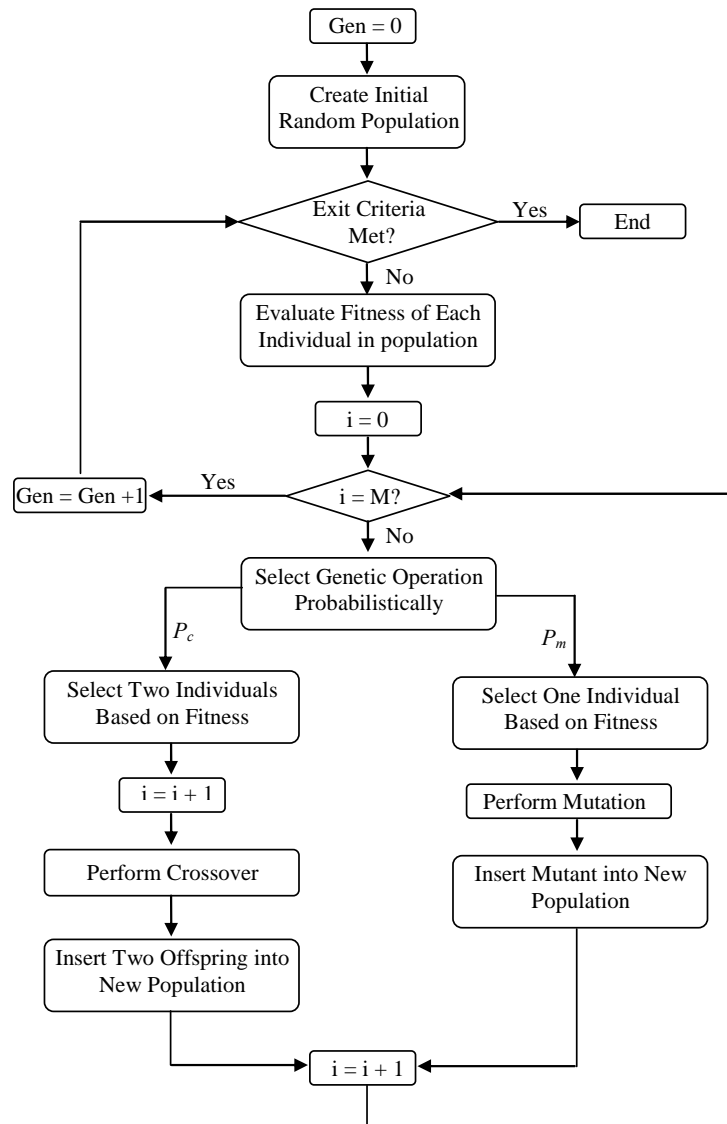 Gen = 0
Create Initial
Random Population
Exit Criteria
Met?
Yes
End
No
Evaluate Fitness of Each
Individual in population
i = 0
Gen = Gen +1
Yes
i = M?
No
Select Genetic Operation
Probabilistically
Pc
Pm
Select Two Individuals
Based on Fitness
Select One Individual
Based on Fitness
i = i + 1
Perform Mutation
Perform Crossover
Insert Mutant into New
Population
Insert Two Offspring into
New Population
i = i + 1